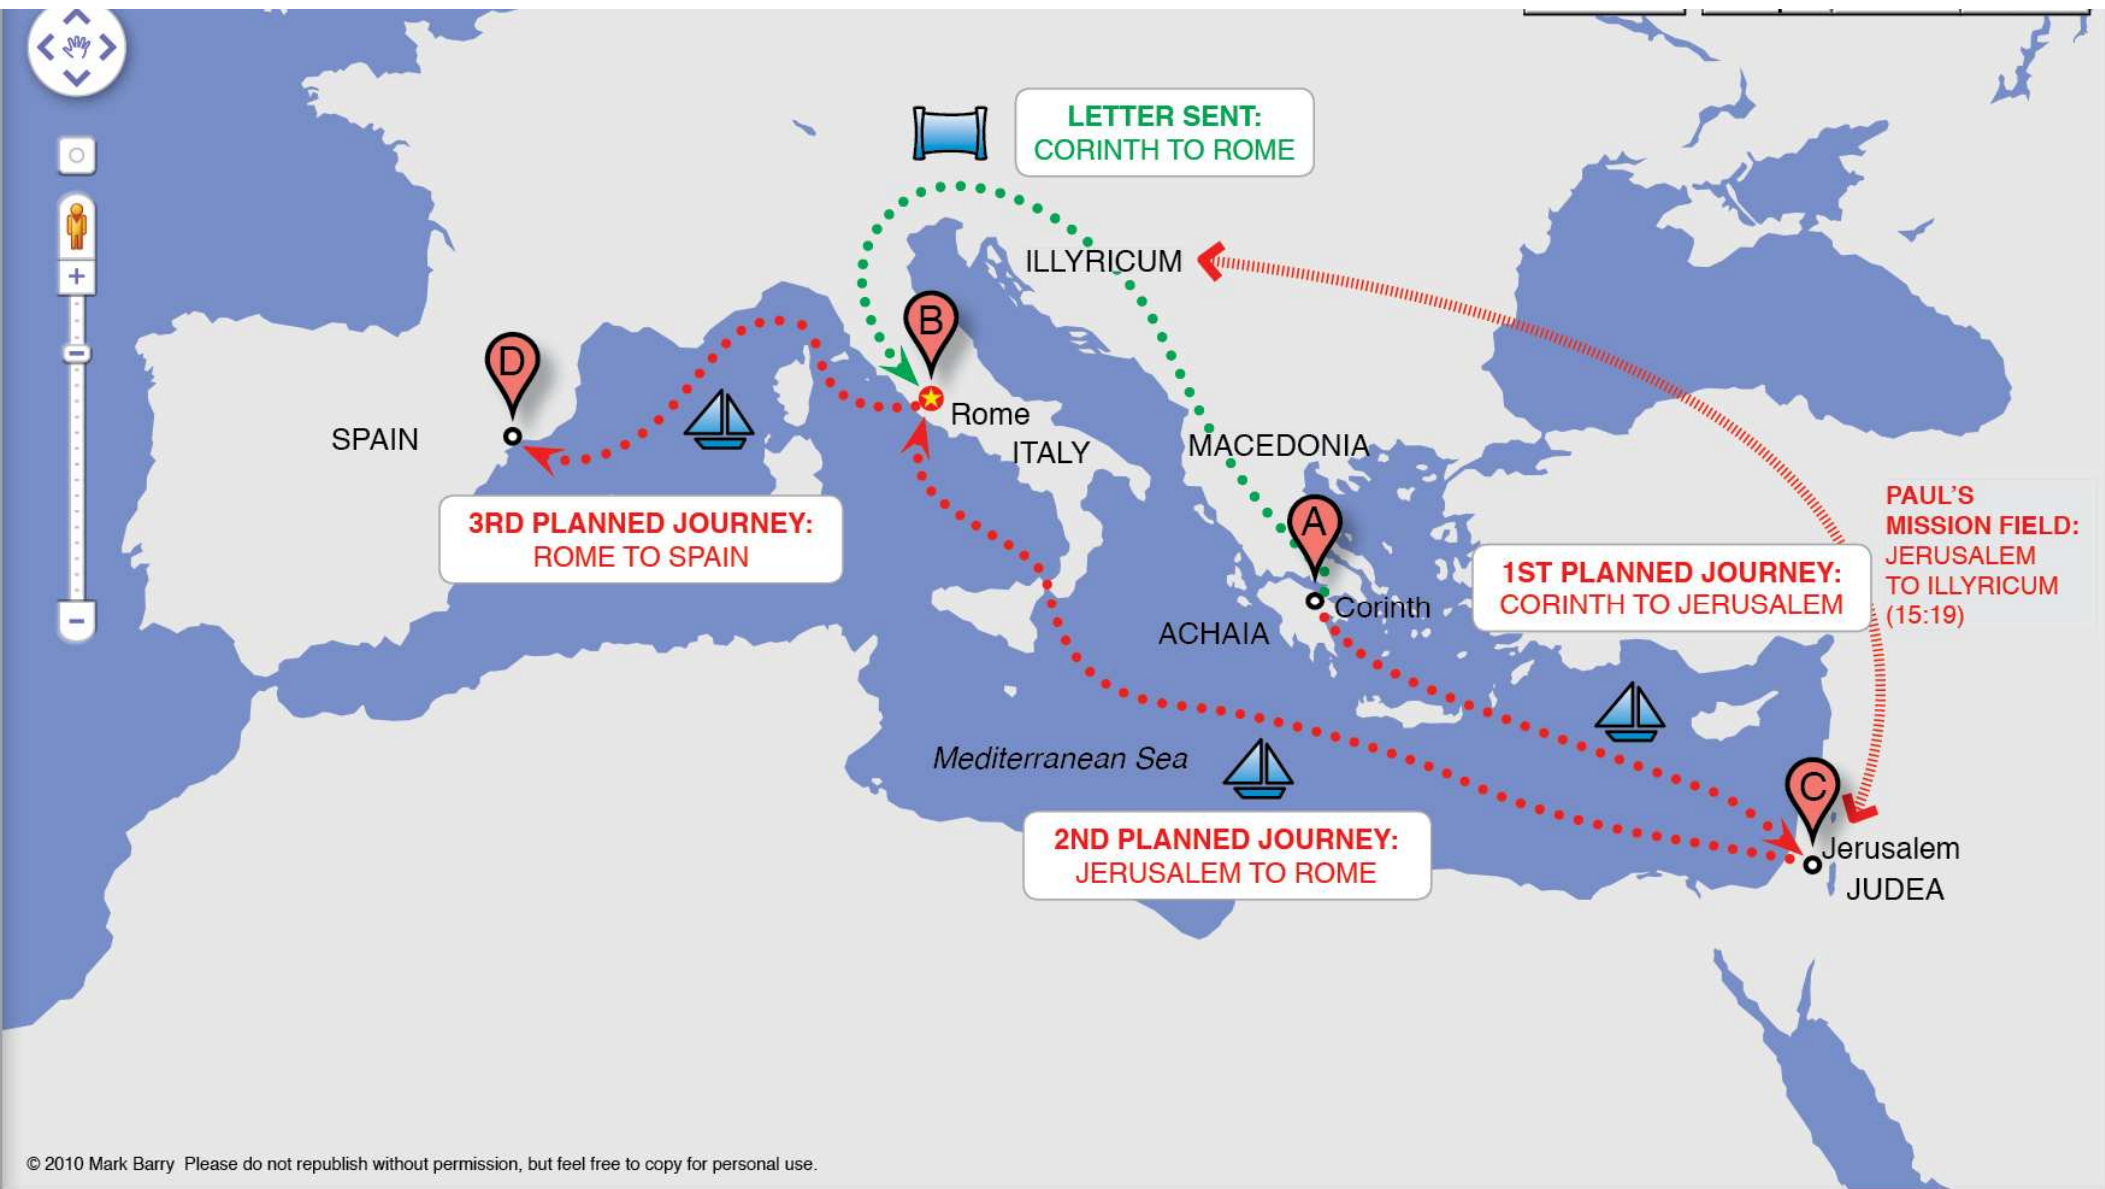 LETTER SENT:
CORINTH TO ROME
ILLYRICUM
B
D
Rome
SPAIN
ITALY
MACEDONIA
A
3RD PLANNED JOURNEY:
ROME TO SPAIN
PAUL'S
MISSION FIELD:
JERUSALEM
TO ILLYRICUM
(15:19)
1ST PLANNED JOURNEY:
CORINTH TO JERUSALEM
Corinth
ACHAIA
Mediterranean Sea
C
2ND PLANNED JOURNEY:
JERUSALEM TO ROME
Jerusalem
JUDEA
© 2010 Mark Barry Please do not republish without permission, but feel free to copy for personal use.